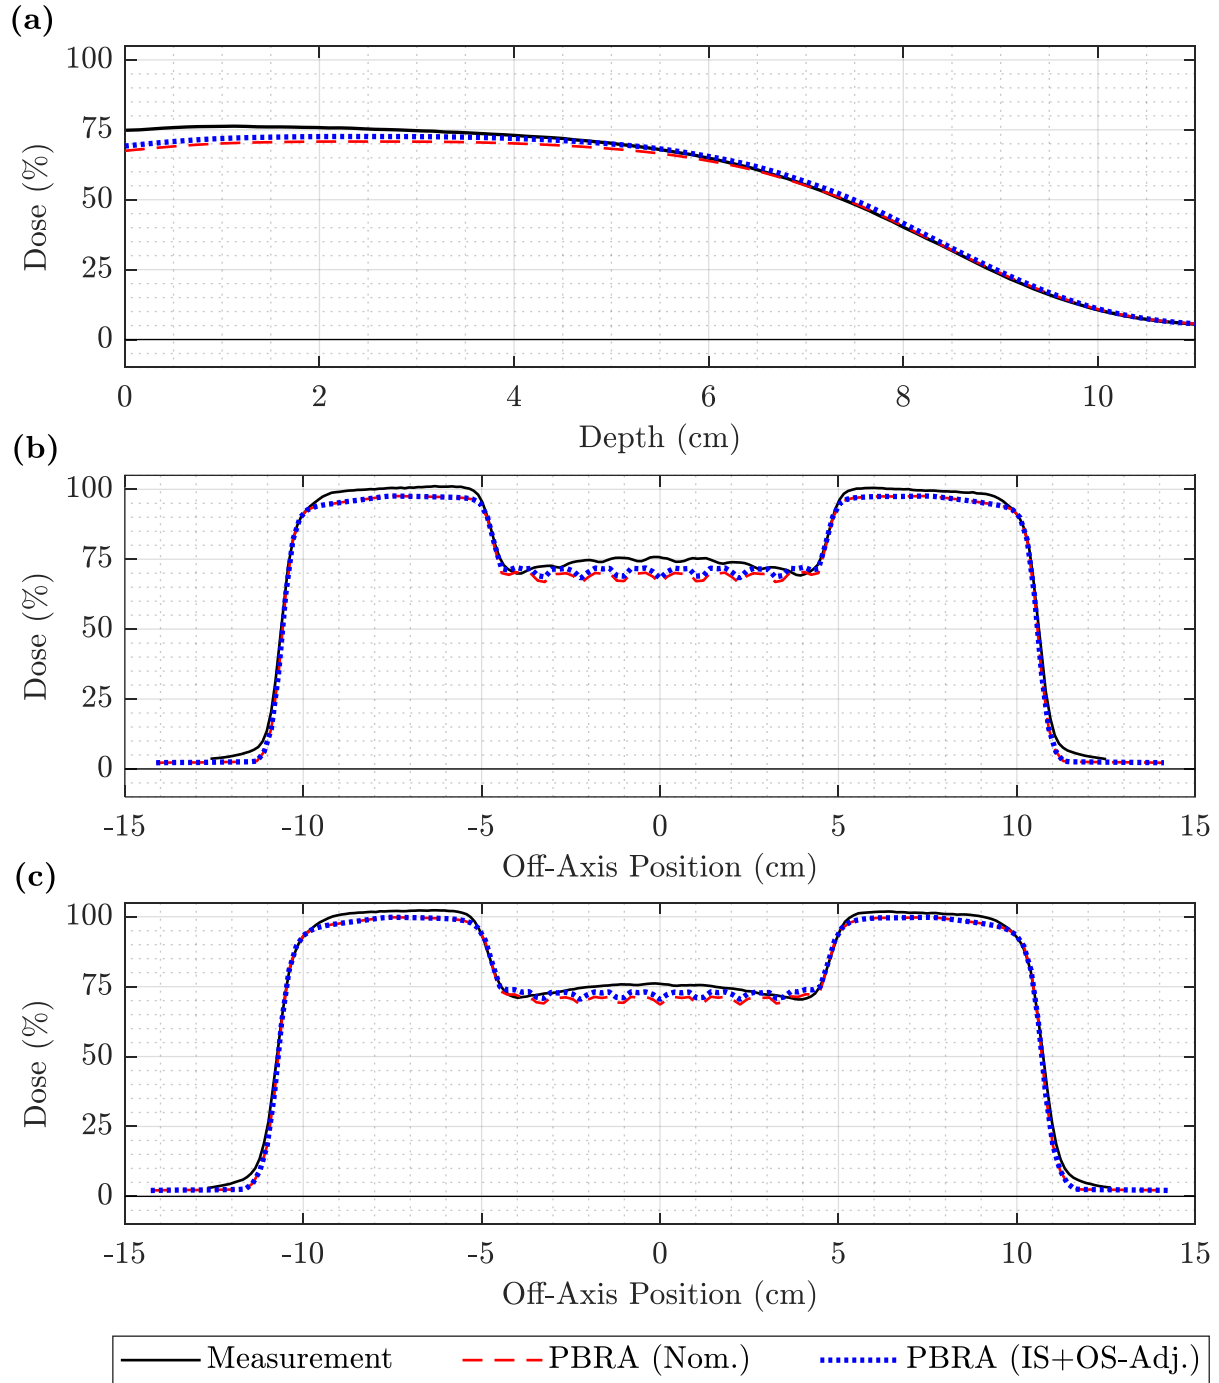 (a)
100
75
50
25
0
Dose (%)
0 2 4 6 8 10
Depth (cm)
(b)
100
75
50
25
0
Dose (%)
-15 -10 -5 0 5 10 15
Off-Axis Position (cm)
(c)
100
75
50
25
0
Dose (%)
-15 -10 -5 0 5 10 15
Off-Axis Position (cm)
Measurement PBRA (Nom.) PBRA (IS+OS-Adj.)